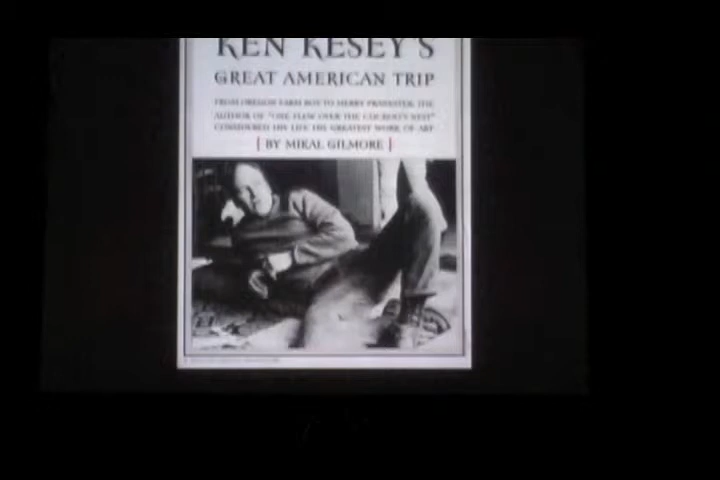 KEN KESEY'S
GREAT AMERICAN TRIP
FROM OREGON FARM BOY TO MERRY PRANKSTER, THE
AUTHOR OF "ONE FLEW OVER THE CUCKOO'S NEST"
CONSIDERED HIS LIFE HIS GREATEST WORK OF ART
[ BY MIKAL GILMORE ]